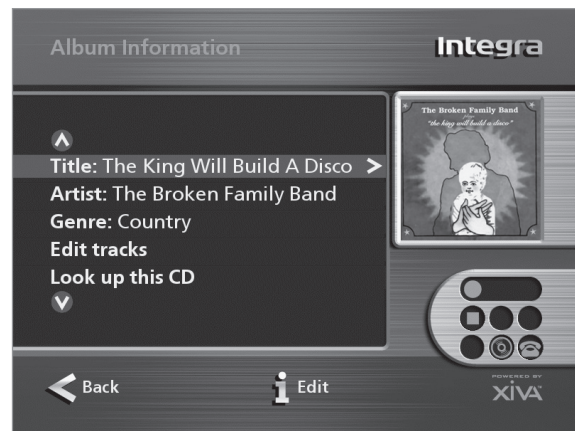 Album Information
Integra
The Broken Family Band
"the king will build a disco"
Title: The King Will Build A Disco >
Artist: The Broken Family Band
Genre: Country
Edit tracks
Look up this CD
Back
i Edit
POWERED BY
XiVA